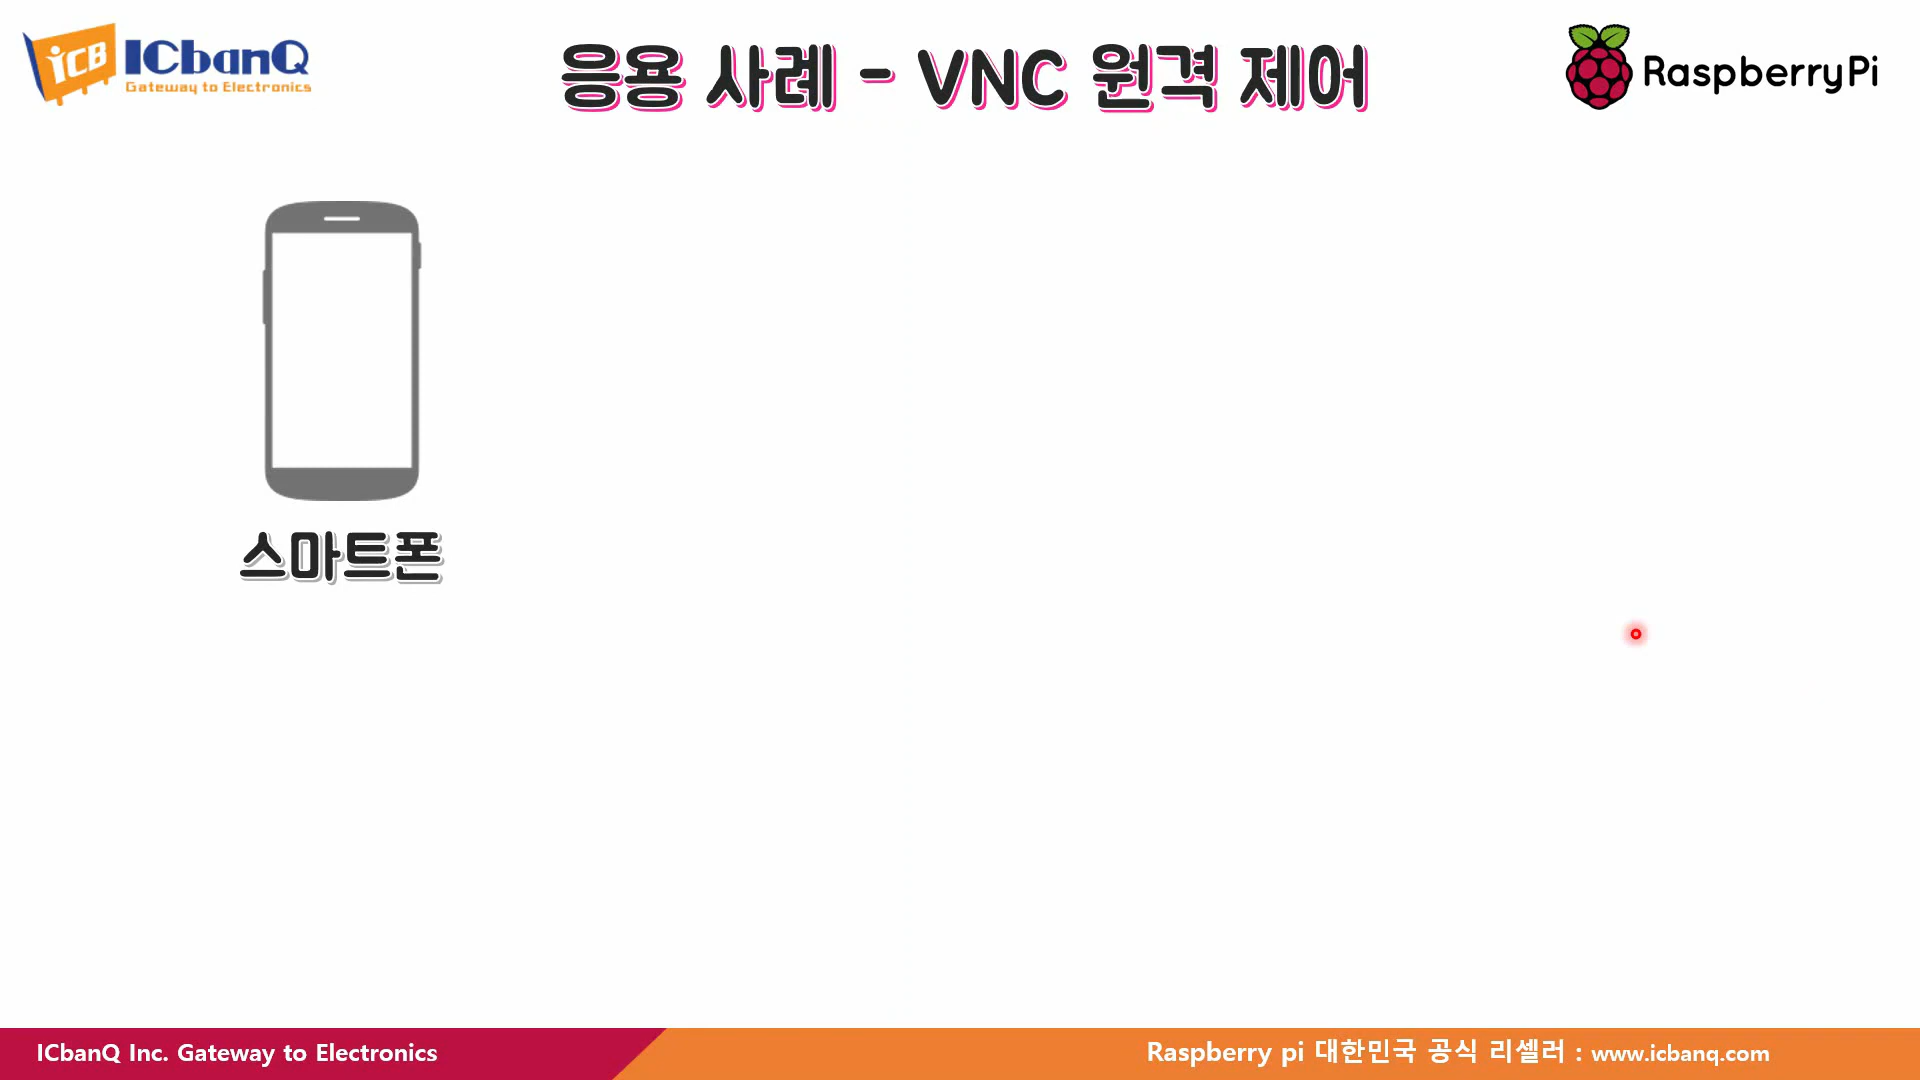 iCB ICbanQ
Gateway to Electronics
응용 사례 - VNC 원격 제어
RaspberryPi
스마트폰
ICbanQ Inc. Gateway to Electronics
Raspberry pi 대한민국 공식 리셀러 : www.icbanq.com